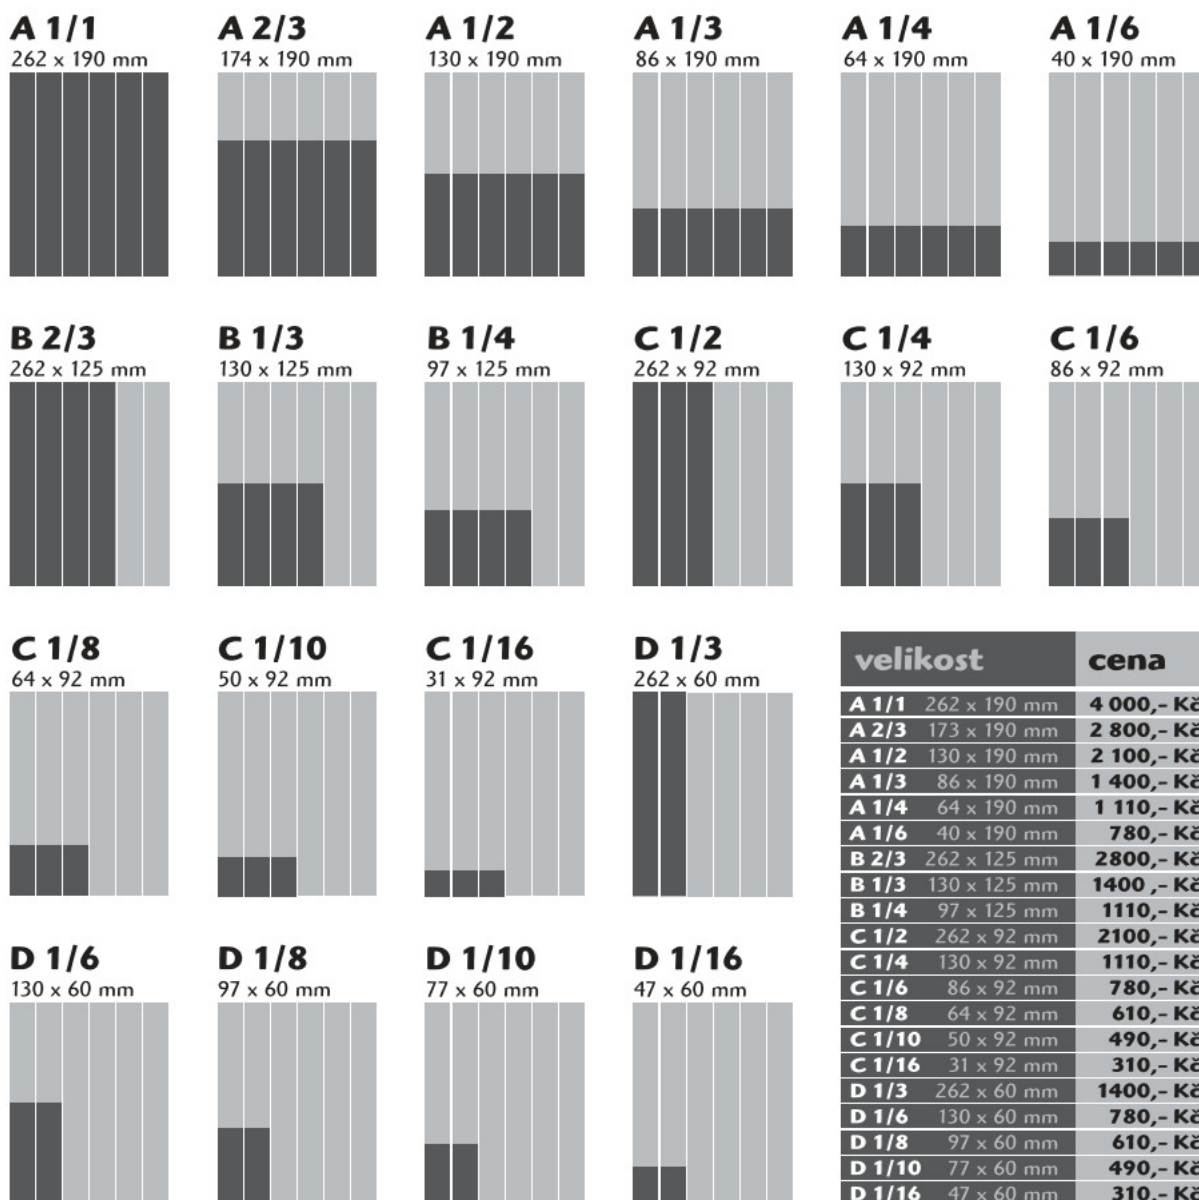 A 1/1
262 x 190 mm
A 2/3
174 x 190 mm
A 1/2
130 x 190 mm
A 1/3
86 x 190 mm
A 1/4
64 x 190 mm
A 1/6
40 x 190 mm
B 2/3
262 x 125 mm
B 1/3
130 x 125 mm
B 1/4
97 x 125 mm
C 1/2
262 x 92 mm
C 1/4
130 x 92 mm
C 1/6
86 x 92 mm
C 1/8
64 x 92 mm
C 1/10
50 x 92 mm
C 1/16
31 x 92 mm
D 1/3
262 x 60 mm
D 1/6
130 x 60 mm
D 1/8
97 x 60 mm
D 1/10
77 x 60 mm
D 1/16
47 x 60 mm
velikost cena
A 1/1 262 x 190 mm 4 000,- Kč
A 2/3 173 x 190 mm 2 800,- Kč
A 1/2 130 x 190 mm 2 100,- Kč
A 1/3 86 x 190 mm 1 400,- Kč
A 1/4 64 x 190 mm 1 110,- Kč
A 1/6 40 x 190 mm 780,- Kč
B 2/3 262 x 125 mm 2800,- Kč
B 1/3 130 x 125 mm 1400 ,- Kč
B 1/4 97 x 125 mm 1110,- Kč
C 1/2 262 x 92 mm 2100,- Kč
C 1/4 130 x 92 mm 1110,- Kč
C 1/6 86 x 92 mm 780,- Kč
C 1/8 64 x 92 mm 610,- Kč
C 1/10 50 x 92 mm 490,- Kč
C 1/16 31 x 92 mm 310,- Kč
D 1/3 262 x 60 mm 1400,- Kč
D 1/6 130 x 60 mm 780,- Kč
D 1/8 97 x 60 mm 610,- Kč
D 1/10 77 x 60 mm 490,- Kč
D 1/16 47 x 60 mm 310,- Kč